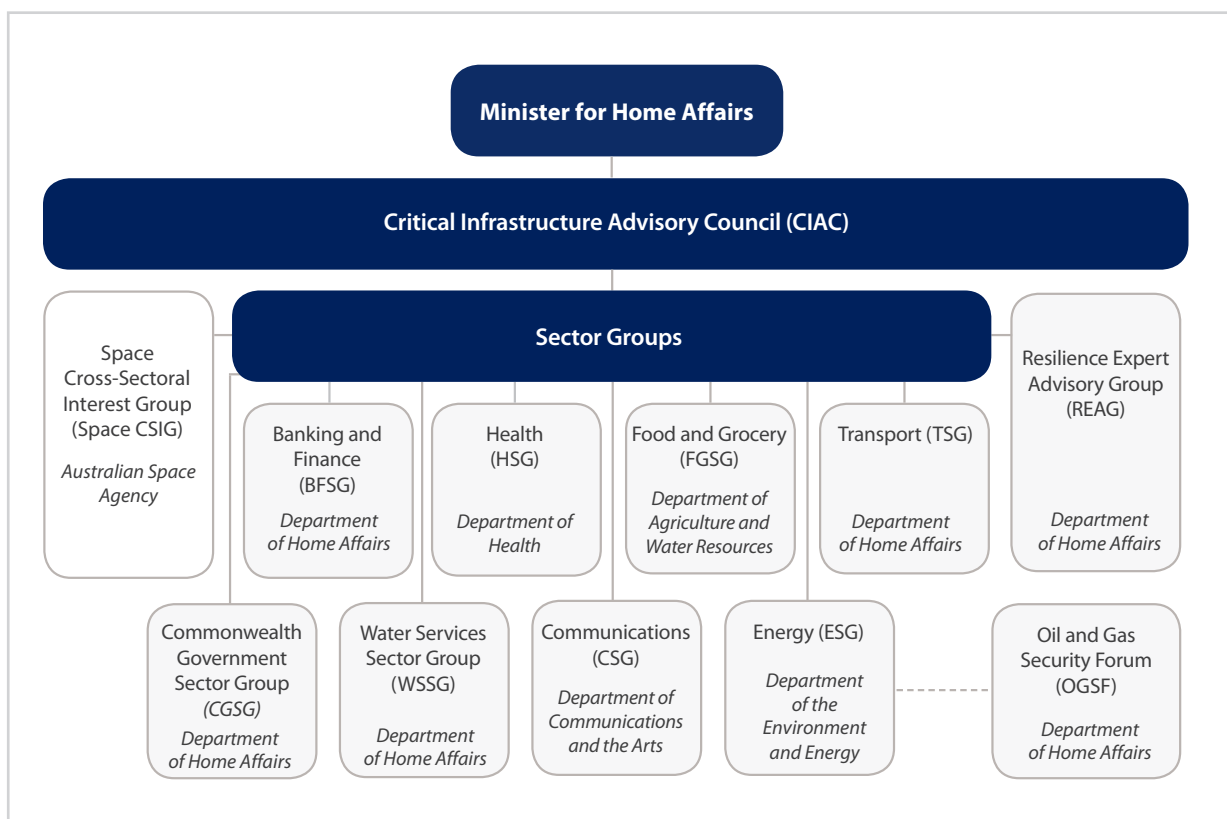 Minister for Home Affairs
Critical Infrastructure Advisory Council (CIAC)
Sector Groups
Space
Cross-Sectoral
Interest Group
(Space CSIG)
Australian Space
Agency
Banking and
Finance
(BFSG)
Department
of Home Affairs
Health
(HSG)
Department of
Health
Food and Grocery
(FGSG)
Department of
Agriculture and
Water Resources
Transport (TSG)
Department
of Home Affairs
Resilience Expert
Advisory Group
(REAG)
Department
of Home Affairs
Commonwealth
Government
Sector Group
(CGSG)
Department
of Home Affairs
Water Services
Sector Group
(WSSG)
Department
of Home Affairs
Communications
(CSG)
Department of
Communications
and the Arts
Energy (ESG)
Department
of the
Environment
and Energy
Oil and Gas
Security Forum
(OGSF)
Department
of Home Affairs